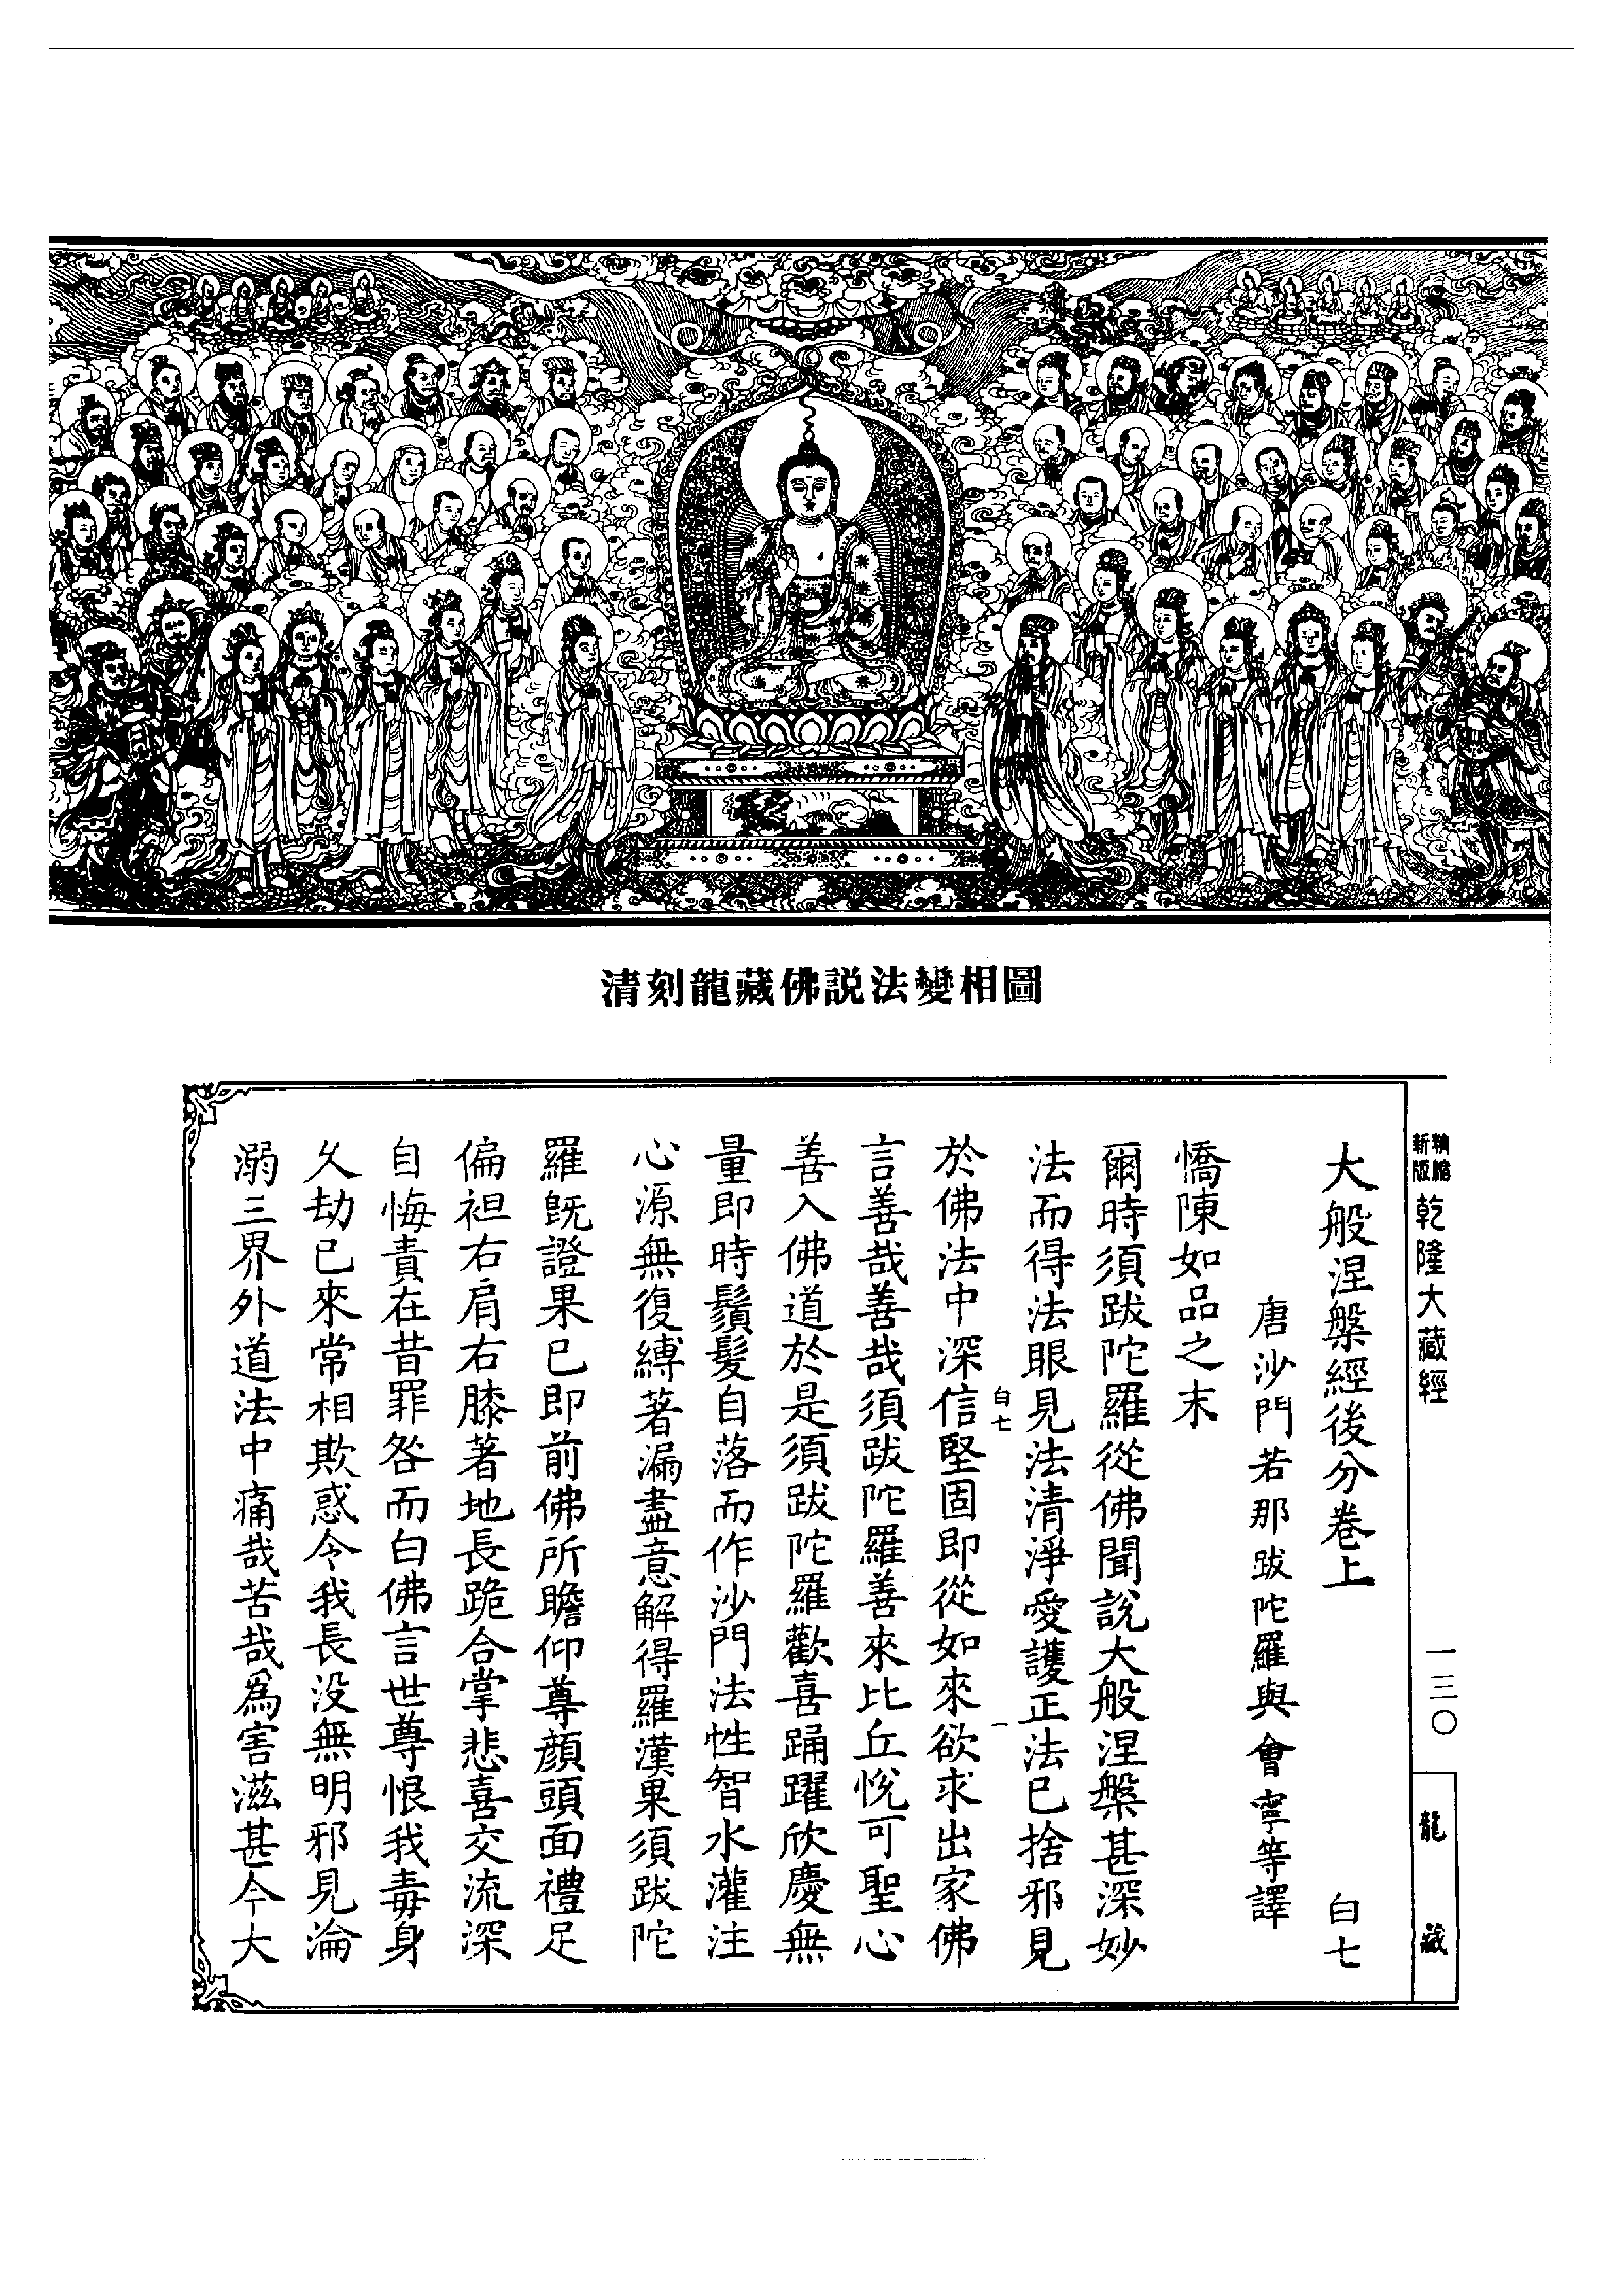 清刻龍藏佛説法變相圖
精縮
新版
乾隆大藏經
一三〇
龍藏
大般涅槃經後分卷上
白七
唐沙門若那跋陀羅與會寧等譯
憍陳如品之末
爾時須跋陀羅從佛聞說大般涅槃甚深妙
法而得法眼見法清淨愛護正法已捨邪見
白七
一
於佛法中深信堅固即從如來欲求出家佛
言善哉善哉須跋陀羅善來比丘悅可聖心
善入佛道於是須跋陀羅歡喜踊躍欣慶無
量即時鬚髮自落而作沙門法性智水灌注
心源無復縛著漏盡意解得羅漢果須跋陀
羅既證果已即前佛所瞻仰尊顔頭面禮足
偏袒右肩右膝著地長跪合掌悲喜交流深
自悔責在昔罪咎而白佛言世尊恨我毒身
久劫已來常相欺惑令我長没無明邪見淪
溺三界外道法中痛哉苦哉爲害滋甚今大